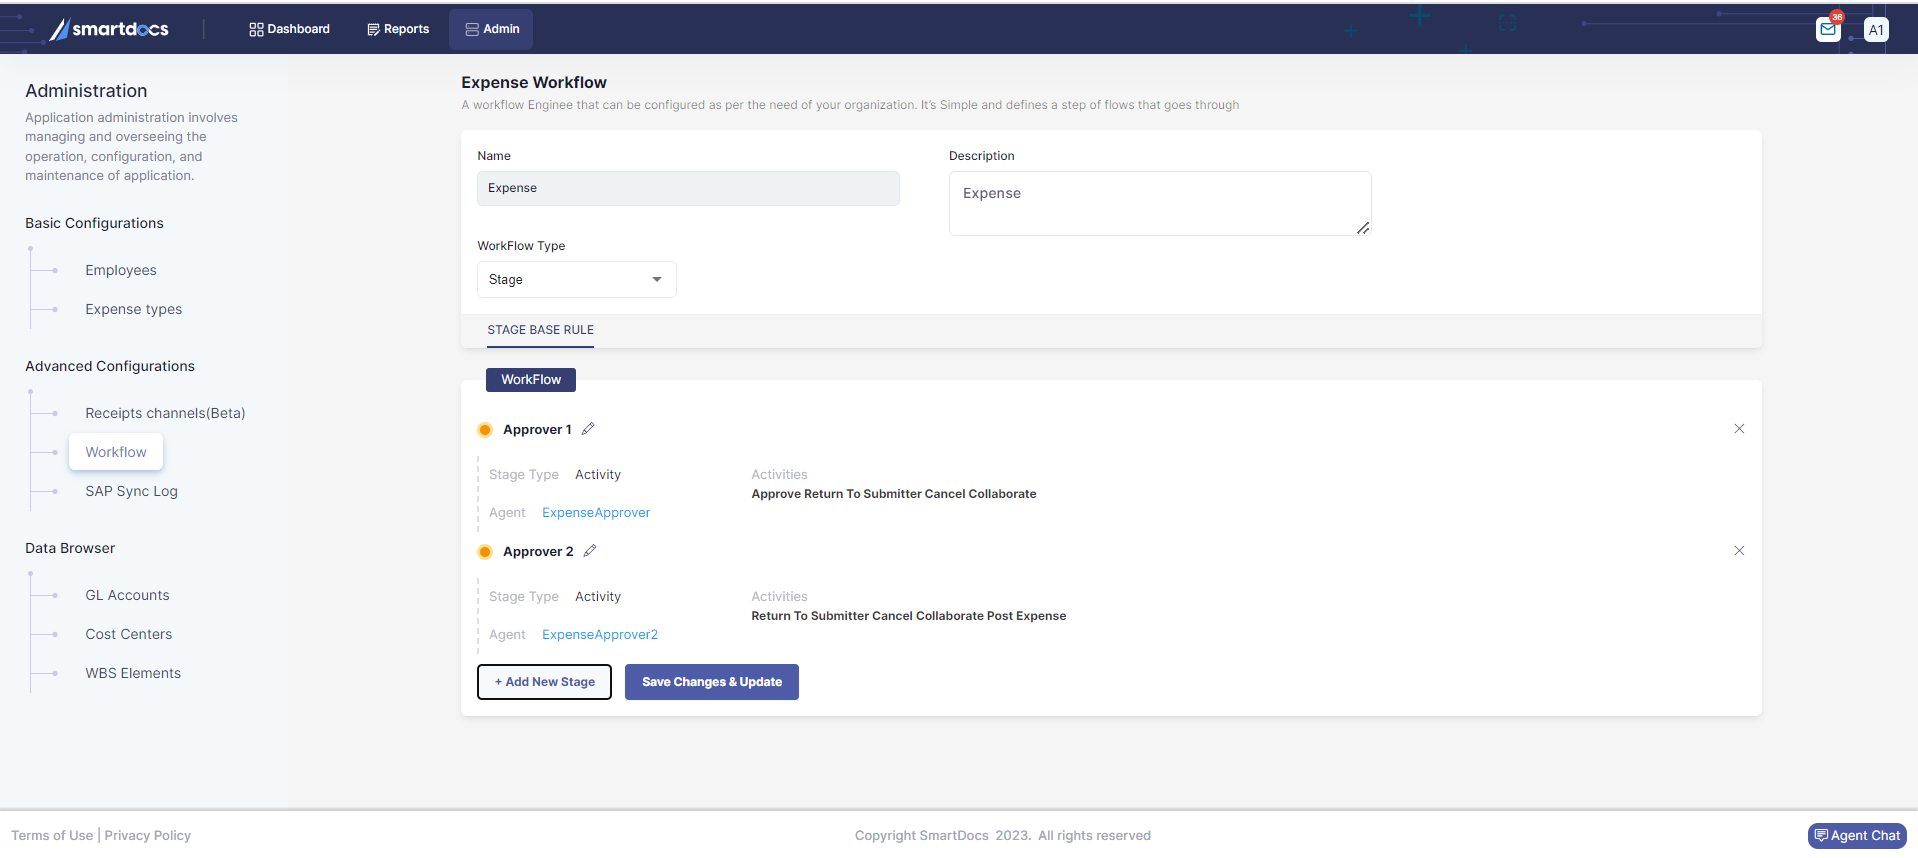 smartdocs
Dashboard
Reports
Admin
36
A1
Administration
Application administration involves
managing and overseeing the
operation, configuration, and
maintenance of application.
Basic Configurations
Employees
Expense types
Advanced Configurations
Receipts channels(Beta)
Workflow
SAP Sync Log
Data Browser
GL Accounts
Cost Centers
WBS Elements
Expense Workflow
A workflow Enginee that can be configured as per the need of your organization. It's Simple and defines a step of flows that goes through
Name
Expense
Description
Expense
WorkFlow Type
Stage
STAGE BASE RULE
WorkFlow
Approver 1
Stage Type Activity
Activities
Approve Return To Submitter Cancel Collaborate
Agent ExpenseApprover
Approver 2
Stage Type Activity
Activities
Return To Submitter Cancel Collaborate Post Expense
Agent ExpenseApprover2
+ Add New Stage
Save Changes & Update
Terms of Use | Privacy Policy
Copyright SmartDocs 2023. All rights reserved
Agent Chat